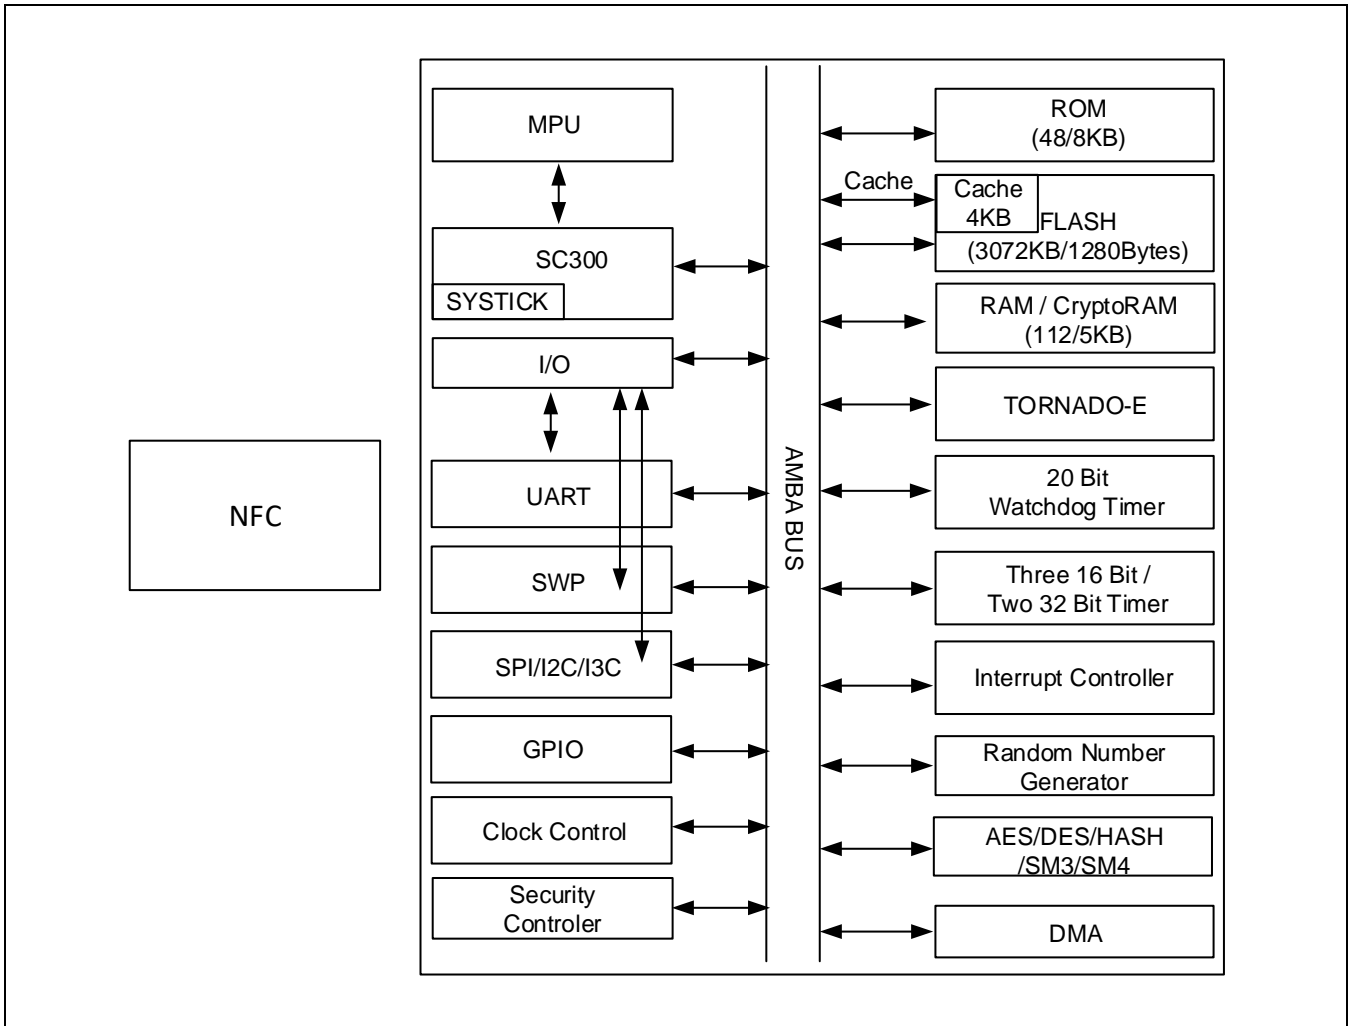 MPU
SC300
SYSTICK
I/O
UART
SWP
SPI/I2C/I3C
GPIO
Clock Control
Security
Controler
NFC
AMBA BUS
ROM
(48/8KB)
Cache
Cache
4KB
FLASH
(3072KB/1280Bytes)
RAM / CryptoRAM
(112/5KB)
TORNADO-E
20 Bit
Watchdog Timer
Three 16 Bit /
Two 32 Bit Timer
Interrupt Controller
Random Number
Generator
AES/DES/HASH
/SM3/SM4
DMA